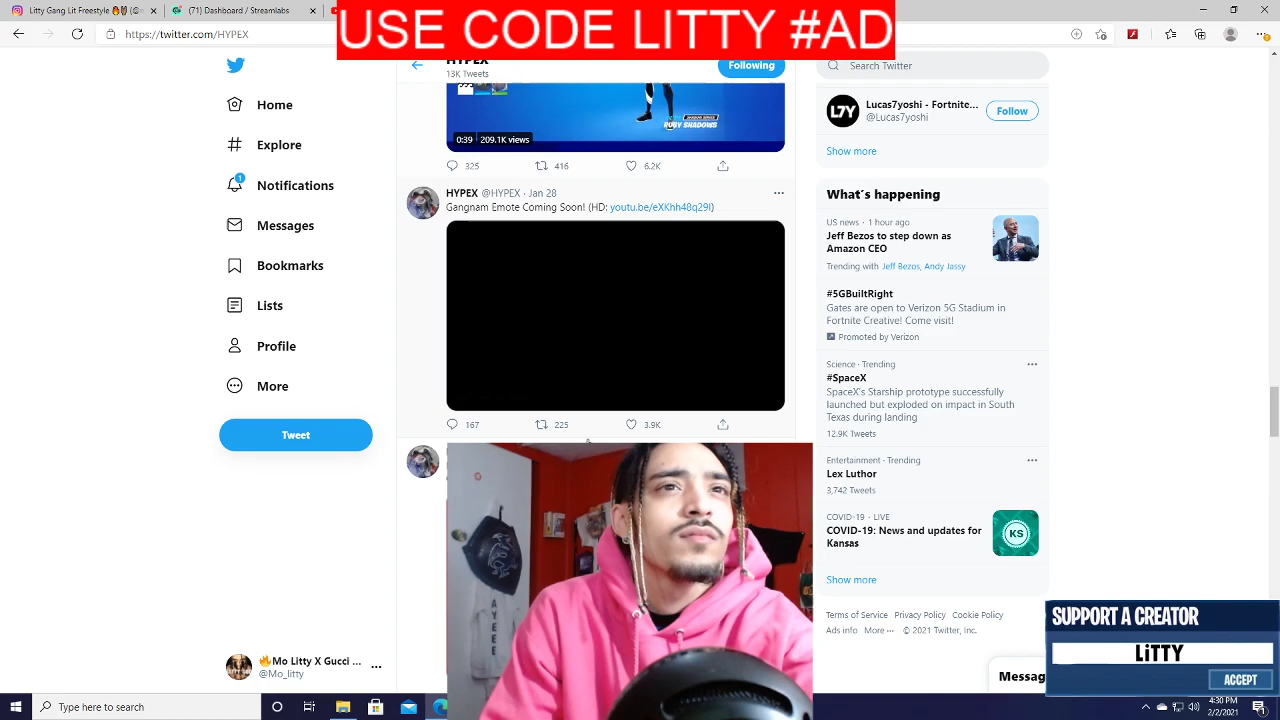 USE CODE LITTY #AD
https://twitter.com/HYPEX
HYPEX
13K Tweets
Following
Search Twitter
Home
Explore
1
Notifications
Messages
Bookmarks
Lists
Profile
More
Tweet
🔥Mo Litty X Gucci ...
@Mo_litty
RUBY SHADOWS
0:39 209.1K views
325 416 6.2K
HYPEX @HYPEX · Jan 28
Gangnam Emote Coming Soon! (HD: youtu.be/eXKhh48q29I)
167 225 3.9K
AYEEE
L7Y
Lucas7yoshi - Fortnite...
@Lucas7yoshi
Follow
Show more
What's happening
US news · 1 hour ago
Jeff Bezos to step down as
Amazon CEO
Trending with Jeff Bezos, Andy Jassy
#5GBuiltRight
Gates are open to Verizon 5G Stadium in
Fortnite Creative! Come visit!
Promoted by Verizon
Science · Trending
#SpaceX
SpaceX's Starship prototype successfully
launched but exploded on impact in South
Texas during landing
12.9K Tweets
Entertainment · Trending
Lex Luthor
3,742 Tweets
COVID-19 · LIVE
COVID-19: News and updates for
Kansas
KS
Show more
Terms of Service Privacy Policy Cookie Policy
Ads info More ··· © 2021 Twitter, Inc.
Messag
SUPPORT A CREATOR
LiTTY
ACCEPT
Type here to search
4:30 PM
2/2/2021